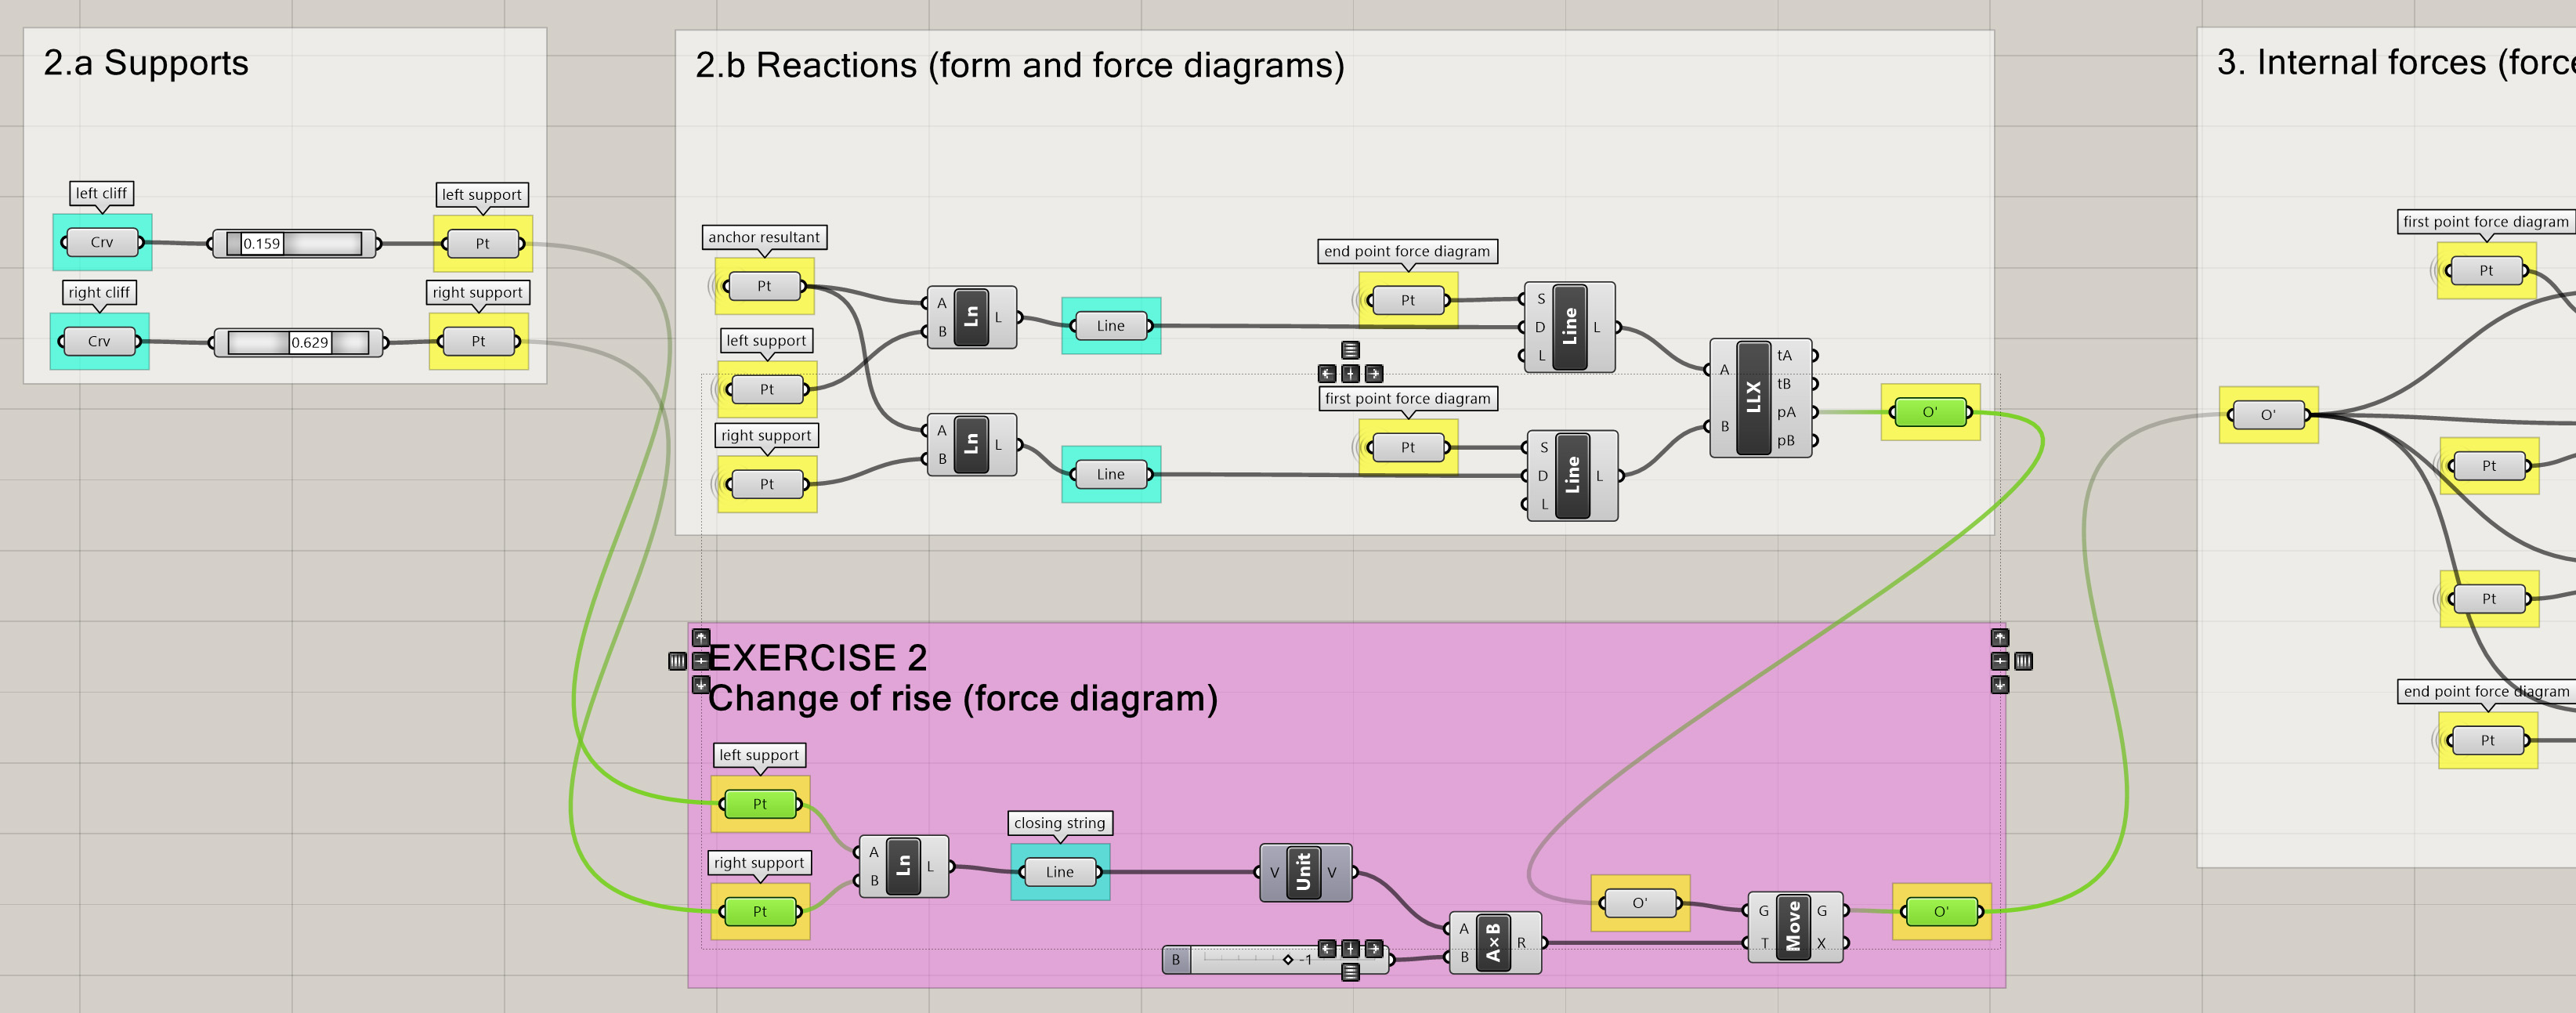 2.a Supports
left cliff
Crv
0.159
left support
Pt
right cliff
Crv
0.629
right support
Pt
2.b Reactions (form and force diagrams)
anchor resultant
Pt
left support
Pt
right support
Pt
A
B
Ln
L
A
B
Ln
L
Line
Line
end point force diagram
Pt
first point force diagram
Pt
S
D
L
Line
L
S
D
L
Line
L
A
B
LLX
tA
tB
pA
pB
O'
EXERCISE 2
Change of rise (force diagram)
left support
Pt
right support
Pt
A
B
Ln
L
closing string
Line
V
Unit
V
B
-1
A
B
A×B
R
O'
G
T
Move
G
X
O'
3. Internal forces (forc
first point force diagram
Pt
O'
Pt
Pt
end point force diagram
Pt